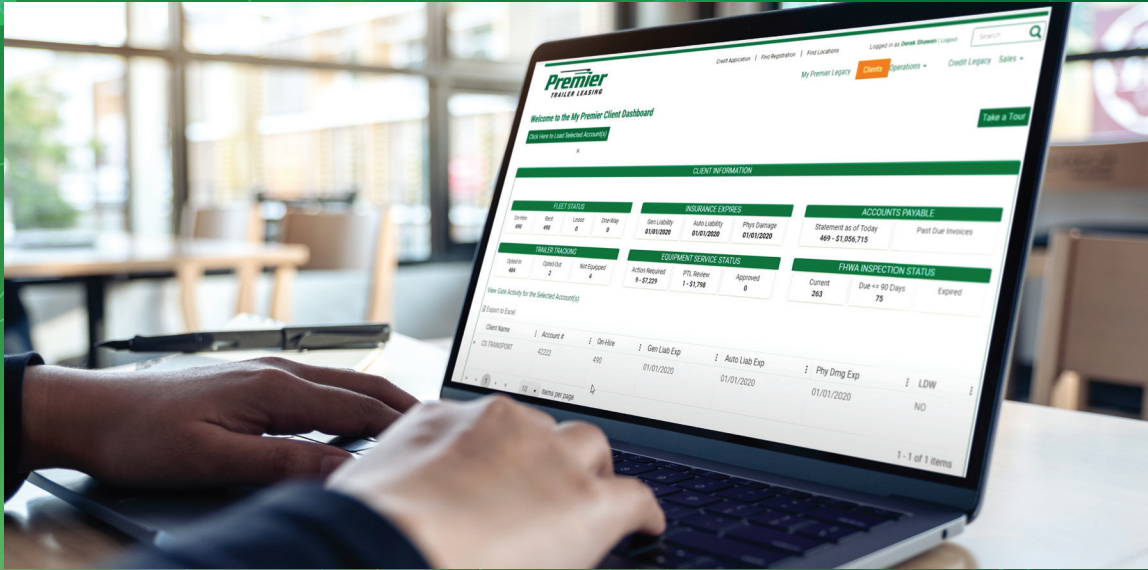 Credit Application | Find Registration | Find Locations
Logged in as Derek Shawen | Logout
Search
Premier
TRAILER LEASING
My Premier Legacy
Clients
Operations
Credit Legacy
Sales
Welcome to the My Premier Client Dashboard
Click Here to Load Selected Account(s)
Take a Tour
CLIENT INFORMATION
FLEET STATUS
On-Hire Rent Lease One-Way
490 490 0 0
INSURANCE EXPIRES
Gen Liability Auto Liability Phys Damage
01/01/2020 01/01/2020 01/01/2020
ACCOUNTS PAYABLE
Statement as of Today Past Due Invoices
469 - $1,056,715
TRAILER TRACKING
Opted-In Opted-Out Not Equipped
484 2 4
EQUIPMENT SERVICE STATUS
Action Required PTL Review Approved
9 - $7,229 1 - $1,798 0
FHWA INSPECTION STATUS
Current Due <= 90 Days Expired
263 75
View Gate Activity for the Selected Account(s)
Export to Excel
Client Name Account # On-Hire Gen Liab Exp Auto Liab Exp Phy Dmg Exp LDW
CS TRANSPORT 42222 490 01/01/2020 01/01/2020 01/01/2020 NO
1 10 items per page
1 - 1 of 1 items